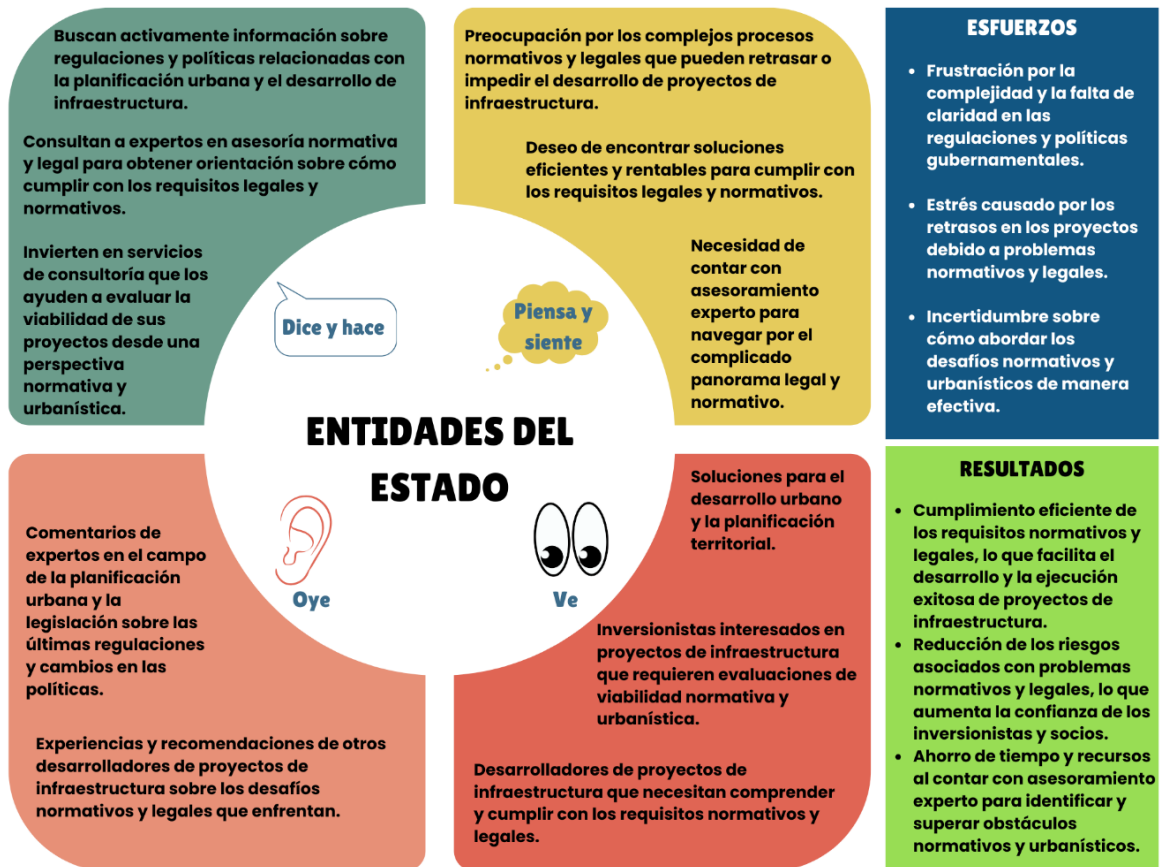 Buscan activamente información sobre
regulaciones y políticas relacionadas con
la planificación urbana y el desarrollo de
infraestructura.
Consultan a expertos en asesoría normativa
y legal para obtener orientación sobre cómo
cumplir con los requisitos legales y
normativos.
Invierten en servicios
de consultoría que los
ayuden a evaluar la
viabilidad de sus
proyectos desde una
perspectiva
normativa y
urbanística.
Dice y hace
Preocupación por los complejos procesos
normativos y legales que pueden retrasar o
impedir el desarrollo de proyectos de
infraestructura.
Deseo de encontrar soluciones
eficientes y rentables para cumplir con
los requisitos legales y normativos.
Necesidad de
contar con
asesoramiento
experto para
navegar por el
complicado
panorama legal y
normativo.
Piensa y
siente
ENTIDADES DEL
ESTADO
Oye
Comentarios de
expertos en el campo
de la planificación
urbana y la
legislación sobre las
últimas regulaciones
y cambios en las
políticas.
Experiencias y recomendaciones de otros
desarrolladores de proyectos de
infraestructura sobre los desafíos
normativos y legales que enfrentan.
Ve
Soluciones para el
desarrollo urbano
y la planificación
territorial.
Inversionistas interesados en
proyectos de infraestructura
que requieren evaluaciones de
viabilidad normativa y
urbanística.
Desarrolladores de proyectos de
infraestructura que necesitan comprender
y cumplir con los requisitos normativos y
legales.
ESFUERZOS
• Frustración por la
complejidad y la falta de
claridad en las
regulaciones y políticas
gubernamentales.
• Estrés causado por los
retrasos en los proyectos
debido a problemas
normativos y legales.
• Incertidumbre sobre
cómo abordar los
desafíos normativos y
urbanísticos de manera
efectiva.
RESULTADOS
• Cumplimiento eficiente de
los requisitos normativos y
legales, lo que facilita el
desarrollo y la ejecución
exitosa de proyectos de
infraestructura.
• Reducción de los riesgos
asociados con problemas
normativos y legales, lo que
aumenta la confianza de los
inversionistas y socios.
• Ahorro de tiempo y recursos
al contar con asesoramiento
experto para identificar y
superar obstáculos
normativos y urbanísticos.